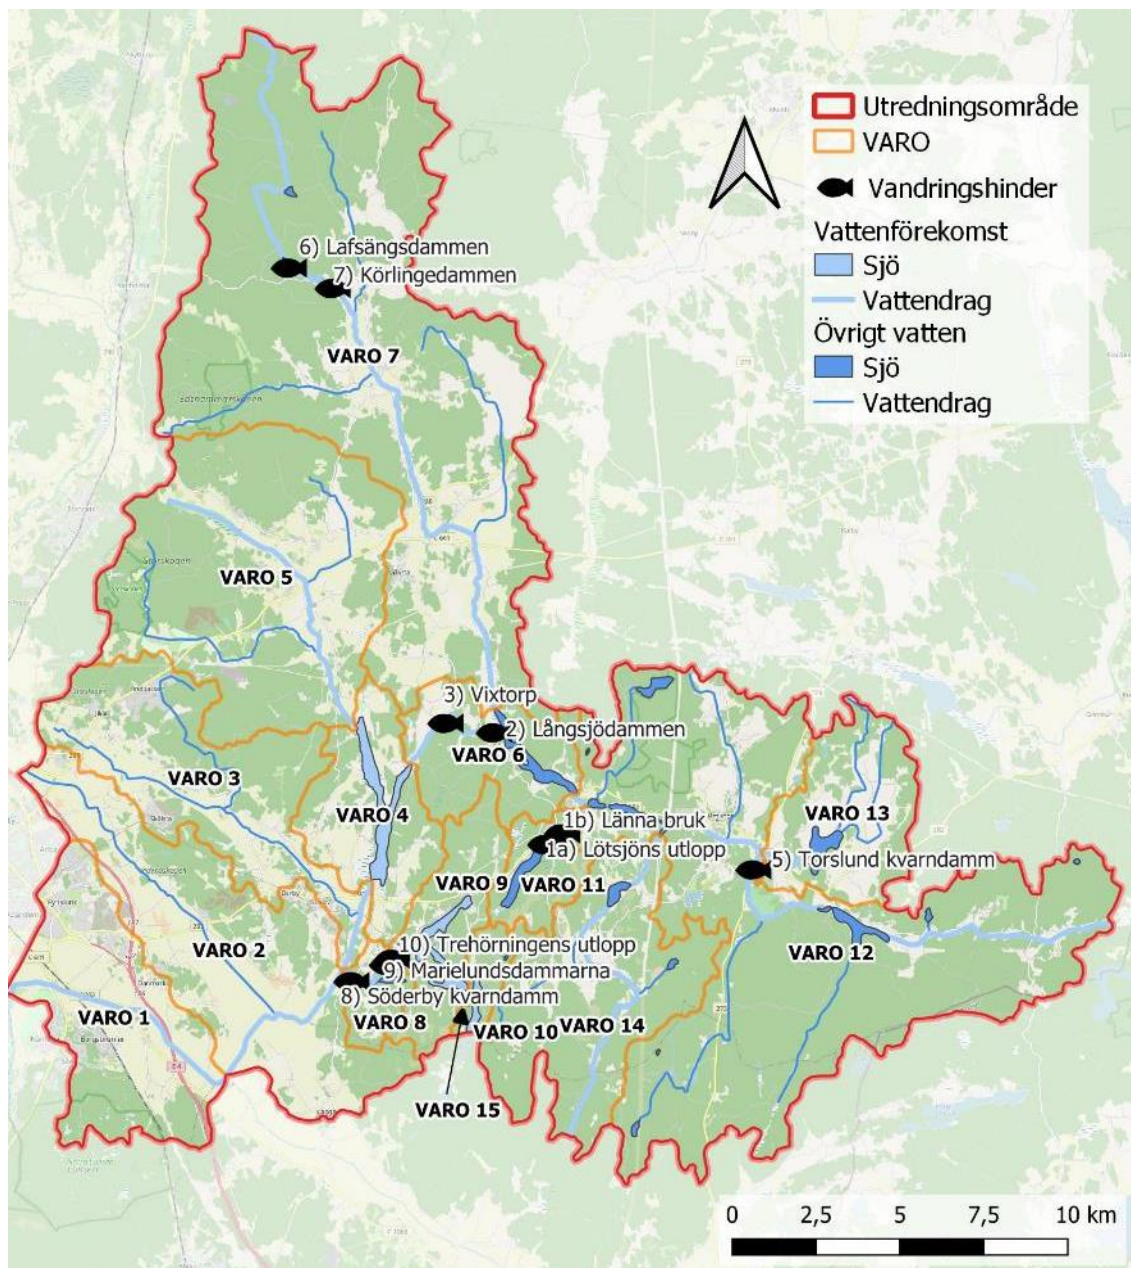 Utredningsområde
VARO
Vandringshinder
Vattenförekomst
Sjö
Vattendrag
Övrigt vatten
Sjö
Vattendrag
6) Lafsängsdammen
7) Körlingedammen
VARO 7
VARO 5
3) Vixtorp
2) Långsjödammen
VARO 6
VARO 3
VARO 4
1b) Länna bruk
1a) Lötsjöns utlopp
VARO 13
5) Torslund kvarndamm
VARO 9
VARO 11
VARO 2
10) Trehörningens utlopp
9) Marielundsdammarna
8) Söderby kvarndamm
VARO 12
VARO 1
VARO 8
VARO 10
VARO 14
VARO 15
0 2,5 5 7,5 10 km